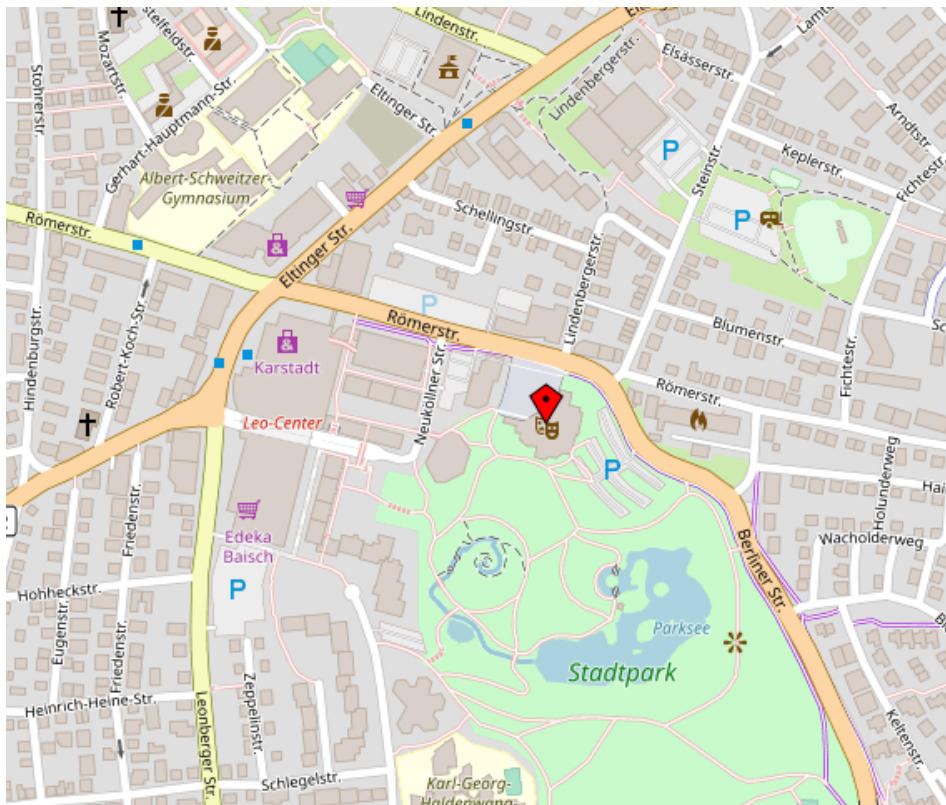 Lindenstr.
Elsässerstr.
Mozartstr.
Stohrerstr.
Gerhart-Hauptmann-Str.
Eltinger Str.
Lindenbergerstr.
Arndtstr.
Keplerstr.
Fichtestr.
Steinstr.
P
Albert-Schweitzer-
Gymnasium
Schellingstr.
P
Römerstr.
Eltinger Str.
Lindenbergerstr.
P
Hindenburgstr.
Robert-Koch-Str.
Römerstr.
Blumenstr.
Fichtestr.
Karstadt
Neuköllner Str.
Römerstr.
Leo-Center
P
Holunderweg
Friedenstr.
Edeka
Baisch
Wacholderweg
Berliner Str.
P
Hohheckstr.
Eugenstr.
Friedenstr.
Parksee
Stadtpark
Zeppelinstr.
Heinrich-Heine-Str.
Leonberger Str.
Keltenstr.
Schlegelstr.
Karl-Georg-
Haldenwang-